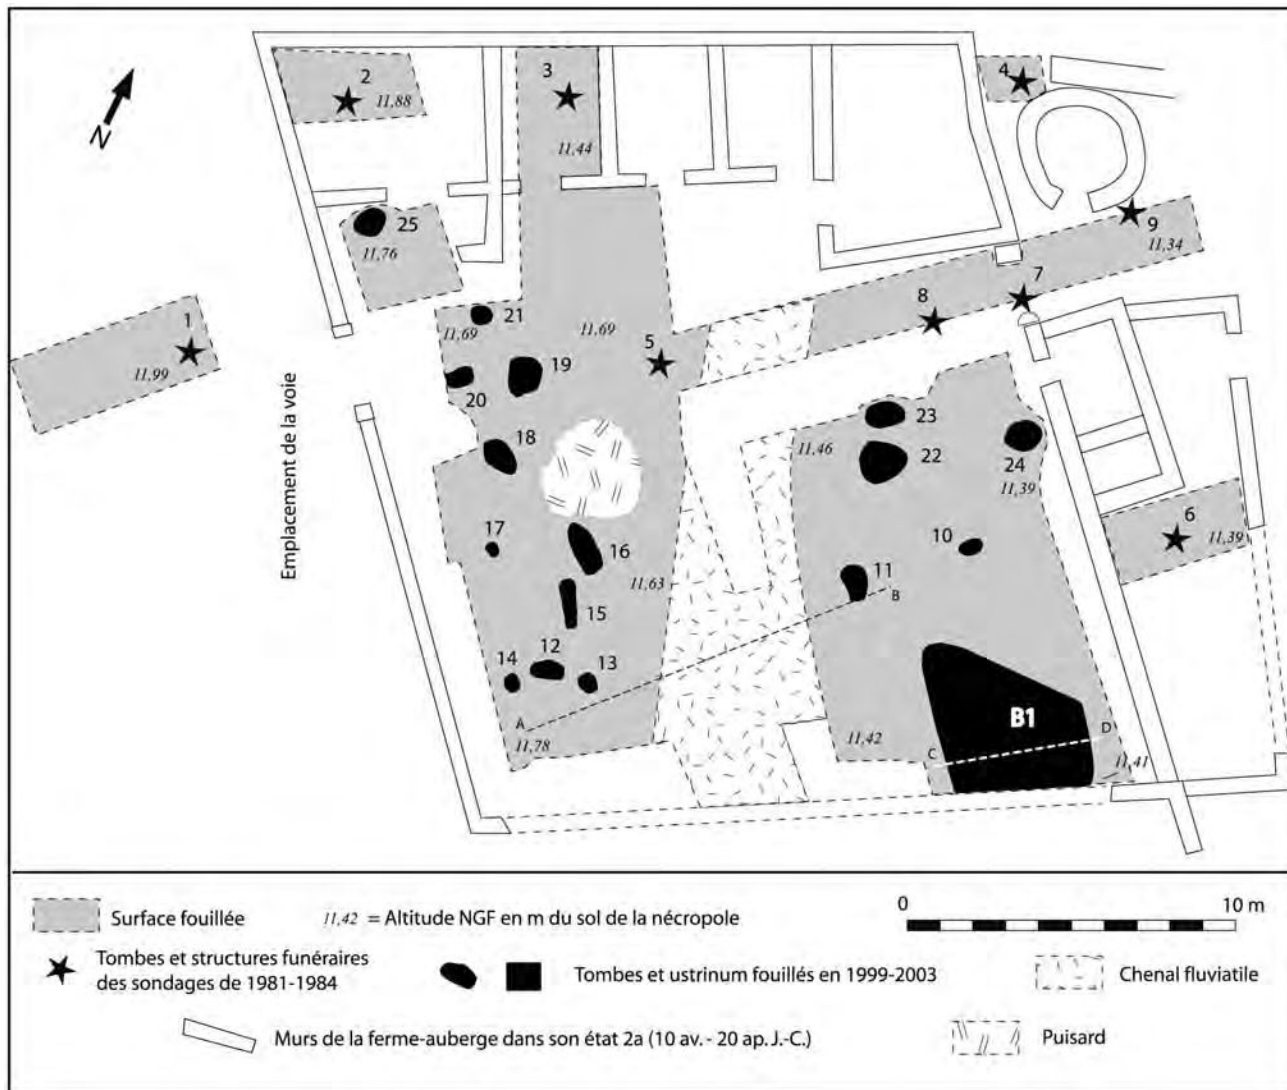 2
11,88
3
11,44
4
N
25
11,76
9
11,34
7
8
1
11,99
21
11,69
11,69
5
19
20
Emplacement de la voie
18
23
11,46
22
24
11,39
17
16
11,63
10
6
11,39
11
B
15
12
14
13
A
11,78
B1
11,42
C
D
11,41
Surface fouillée
11,42 = Altitude NGF en m du sol de la nécropole
0 10 m
Tombes et structures funéraires
des sondages de 1981-1984
Tombes et ustrinum fouillés en 1999-2003
Chenal fluviatile
Murs de la ferme-auberge dans son état 2a (10 av. - 20 ap. J.-C.)
Puisard